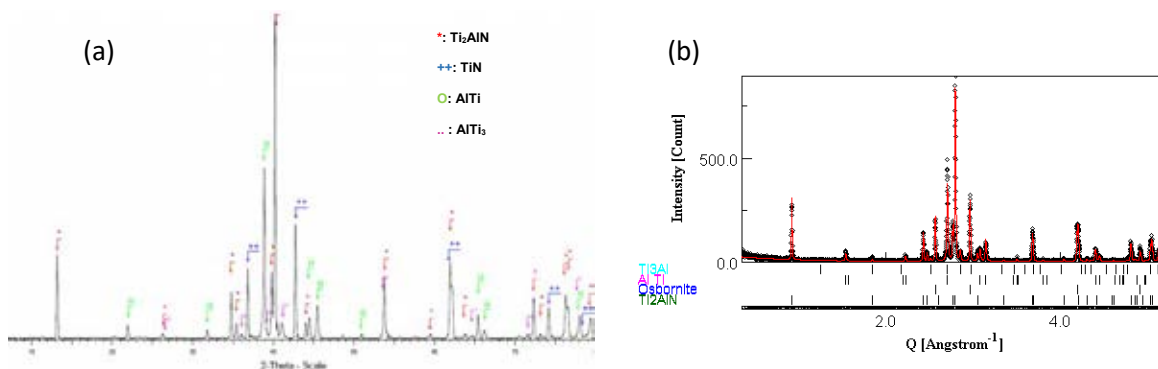 (a)
*: Ti₂AlN
++: TiN
O: AlTi
..: AlTi₃
2-Theta - Scale
(b)
Intensity [Count]
500.0
0.0
Ti3Al
Al Ti
Osbornite
Ti2AlN
2.0 4.0
Q [Angstrom⁻¹]